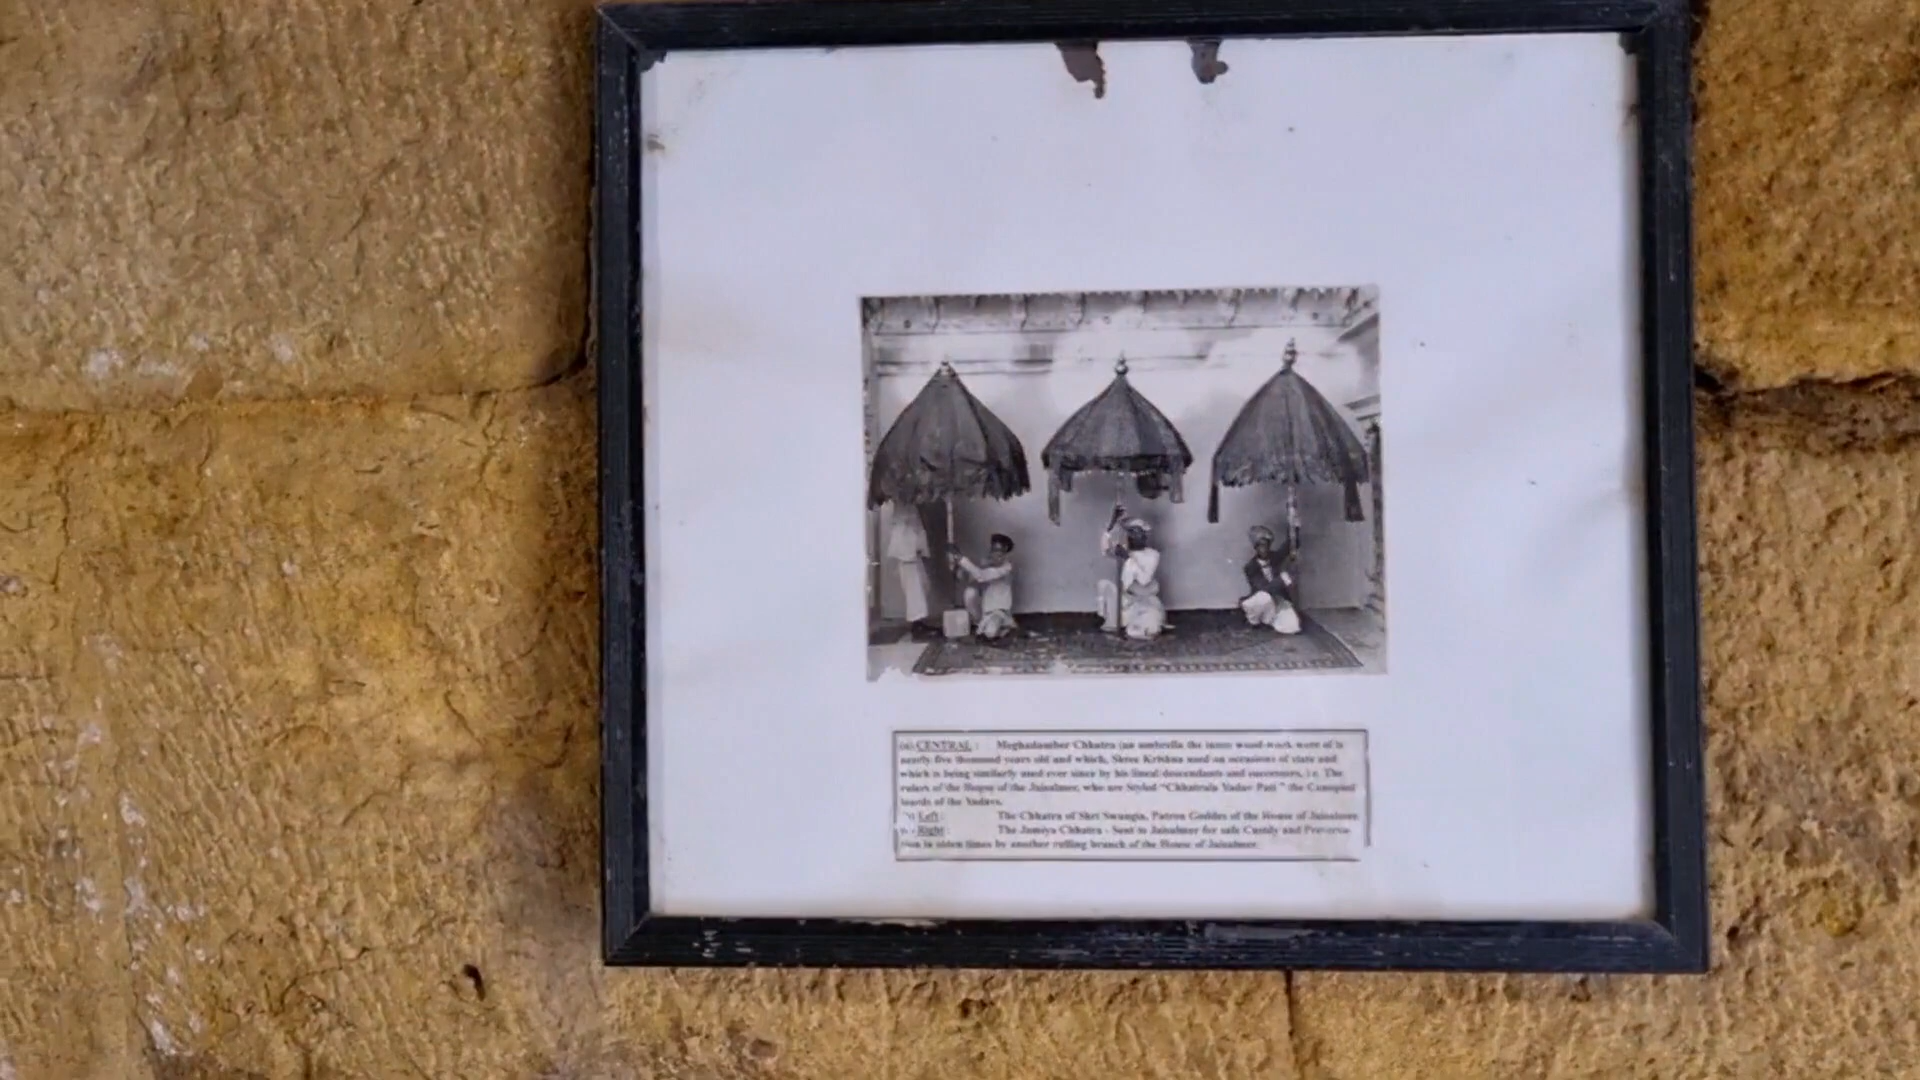 (a) CENTRAL : Meghadamber Chhatra (an umbrella the inner wood-work were of is
nearly five thousand years old and which, Shree Krishna used on occasions of state and
which is being similarly used ever since by his lineal descendants and successors, i.e. The
rulers of the House of the Jaisalmer, who are Styled "Chhatrala Yadav Pati" the Canopied
of the Yadavs.
Left : The Chhatra of Shri Swangia, Patron Goddes of the House of Jaisalmer.
Right : The Jamiya Chhatra - Sent to Jaisalmer for safe Custdy and Preserva-
tion in olden times by another rulling branch of the House of Jaisalmer.